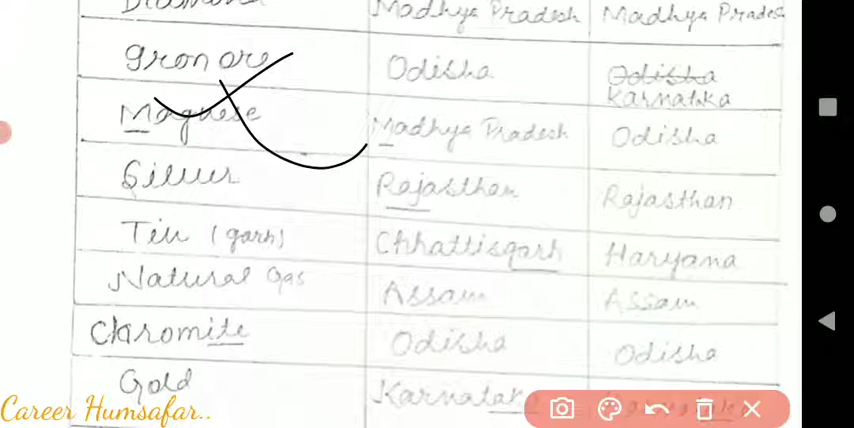 Diamond Madhya Pradesh Madhya Prades
Iron ore Odisha Odisha
Karnatka
Magnese Madhya Pradesh Odisha
Silver Rajasthan Rajasthan
Tin (garh) Chhattisgarh Haryana
Natural Gas Assam Assam
Chromite Odisha Odisha
Gold Karnatak
Career Humsafar..